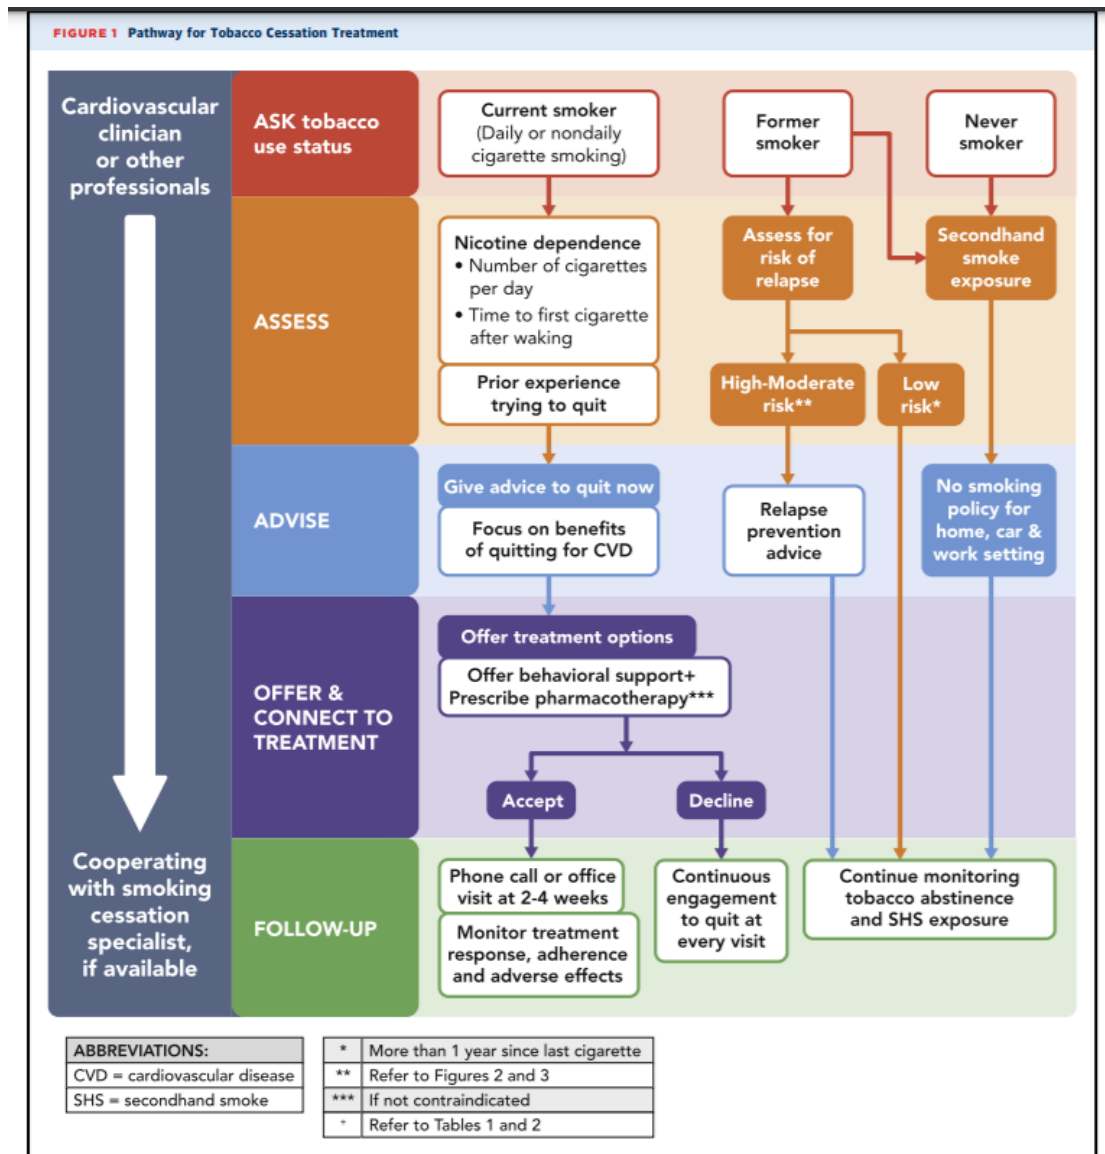 FIGURE 1 Pathway for Tobacco Cessation Treatment
Cardiovascular
clinician
or other
professionals
Cooperating
with smoking
cessation
specialist,
if available
ASK tobacco
use status
Current smoker
(Daily or nondaily
cigarette smoking)
Former
smoker
Never
smoker
ASSESS
Nicotine dependence
• Number of cigarettes
per day
• Time to first cigarette
after waking
Prior experience
trying to quit
Assess for
risk of
relapse
Secondhand
smoke
exposure
High-Moderate
risk**
Low
risk*
ADVISE
Give advice to quit now
Focus on benefits
of quitting for CVD
Relapse
prevention
advice
No smoking
policy for
home, car &
work setting
OFFER &
CONNECT TO
TREATMENT
Offer treatment options
Offer behavioral support+
Prescribe pharmacotherapy***
Accept
Decline
FOLLOW-UP
Phone call or office
visit at 2-4 weeks
Monitor treatment
response, adherence
and adverse effects
Continuous
engagement
to quit at
every visit
Continue monitoring
tobacco abstinence
and SHS exposure
ABBREVIATIONS:
CVD = cardiovascular disease
SHS = secondhand smoke
* More than 1 year since last cigarette
** Refer to Figures 2 and 3
*** If not contraindicated
+ Refer to Tables 1 and 2